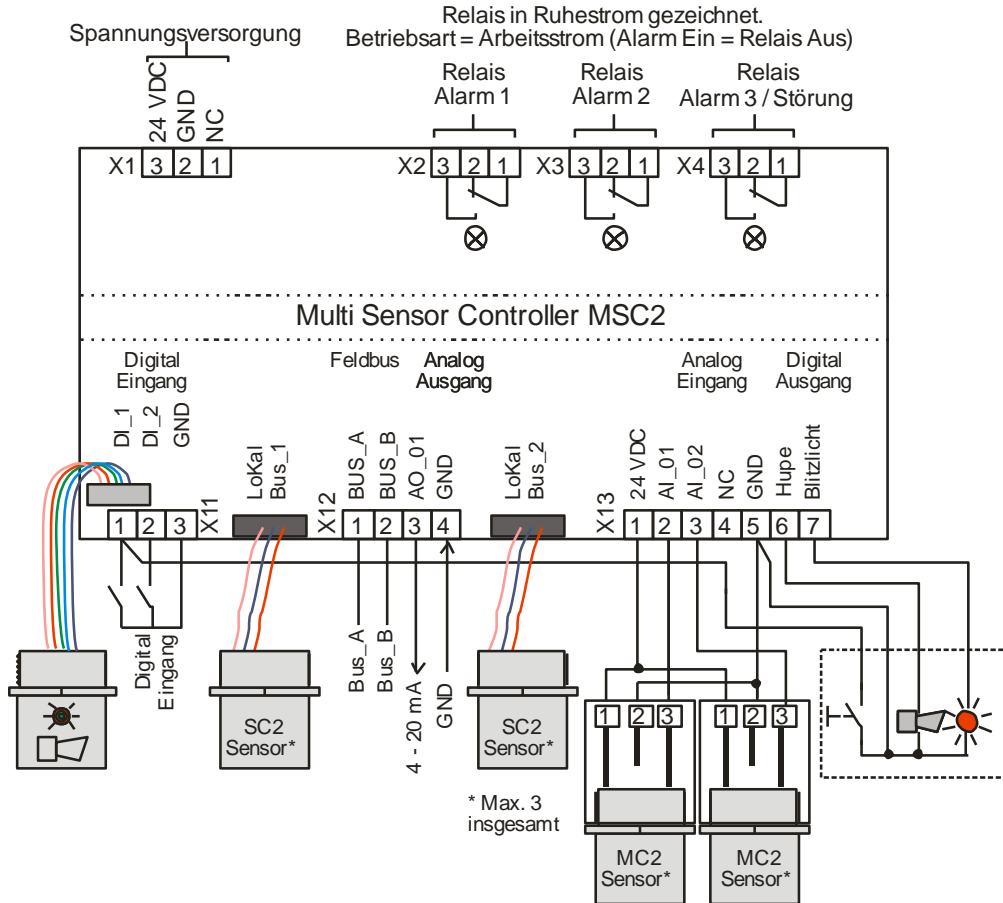 Relais in Ruhestrom gezeichnet.
Betriebsart = Arbeitsstrom (Alarm Ein = Relais Aus)
Spannungsversorgung
24 VDC
GND
NC
Relais
Alarm 1
Relais
Alarm 2
Relais
Alarm 3 / Störung
X1 3 2 1
X2 3 2 1
X3 3 2 1
X4 3 2 1
Multi Sensor Controller MSC2
Digital
Eingang
Feldbus
Analog
Ausgang
Analog
Eingang
Digital
Ausgang
DI_1
DI_2
GND
LoKal
Bus_1
BUS_A
BUS_B
AO_01
GND
LoKal
Bus_2
24 VDC
AI_01
AI_02
NC
GND
Hupe
Blitzlicht
1 2 3 X11
X12 1 2 3 4
X13 1 2 3 4 5 6 7
Digital
Eingang
Bus_A
Bus_B
4 - 20 mA
GND
SC2
Sensor*
SC2
Sensor*
* Max. 3
insgesamt
1 2 3
1 2 3
MC2
Sensor*
MC2
Sensor*